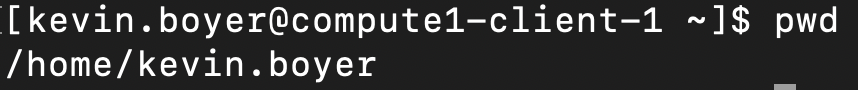 [kevin.boyer@compute1-client-1 ~]$ pwd
/home/kevin.boyer